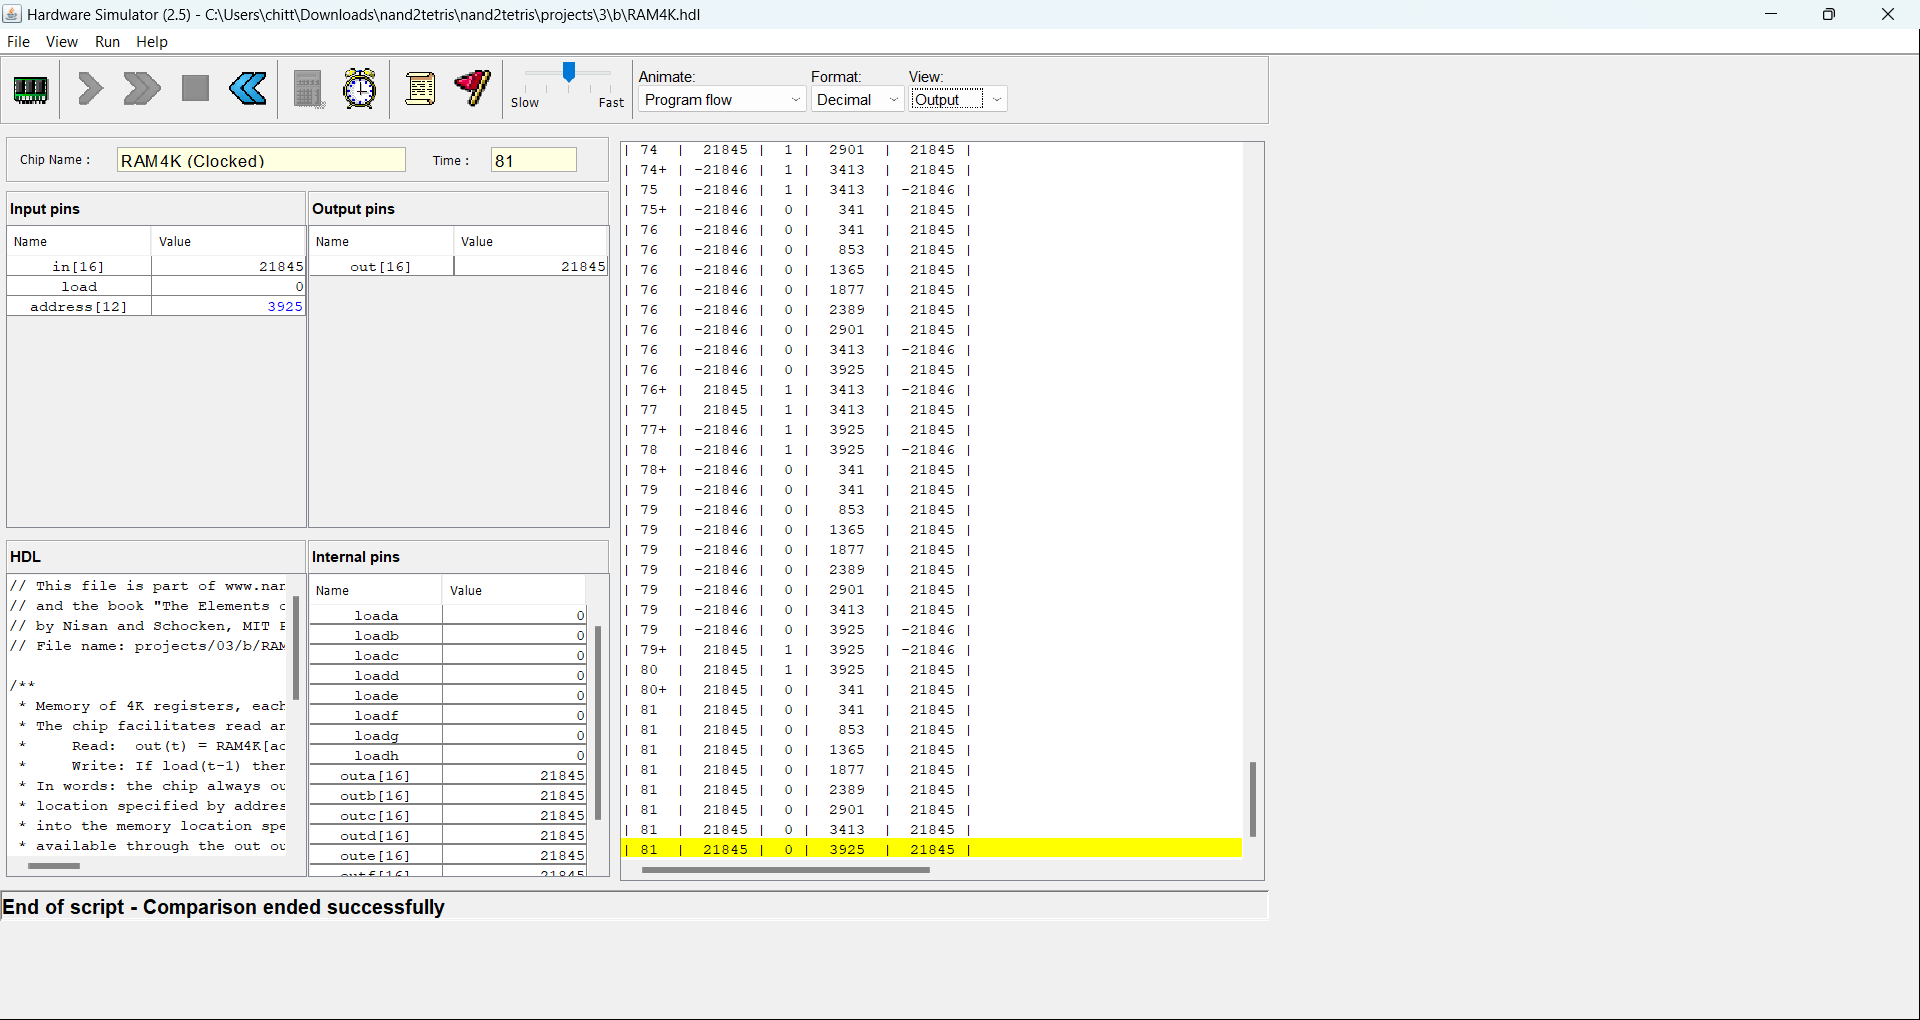 Hardware Simulator (2.5) - C:\Users\chitt\Downloads\nand2tetris\nand2tetris\projects\3\b\RAM4K.hdl
File View Run Help
Slow Fast
Animate:
Program flow
Format:
Decimal
View:
Output
Chip Name : RAM4K (Clocked) Time : 81
Input pins
Name Value
in[16] 21845
load 0
address[12] 3925
Output pins
Name Value
out[16] 21845
HDL
// This file is part of www.nan
// and the book "The Elements o
// by Nisan and Schocken, MIT P
// File name: projects/03/b/RAM
/**
* Memory of 4K registers, each
* The chip facilitates read an
* Read: out(t) = RAM4K[ad
* Write: If load(t-1) then
* In words: the chip always ou
* location specified by addres
* into the memory location spe
* available through the out ou
Internal pins
Name Value
loada 0
loadb 0
loadc 0
loadd 0
loade 0
loadf 0
loadg 0
loadh 0
outa[16] 21845
outb[16] 21845
outc[16] 21845
outd[16] 21845
oute[16] 21845
outf[16] 21845
| 74 | 21845 | 1 | 2901 | 21845 |
| 74+ | -21846 | 1 | 3413 | 21845 |
| 75 | -21846 | 1 | 3413 | -21846 |
| 75+ | -21846 | 0 | 341 | 21845 |
| 76 | -21846 | 0 | 341 | 21845 |
| 76 | -21846 | 0 | 853 | 21845 |
| 76 | -21846 | 0 | 1365 | 21845 |
| 76 | -21846 | 0 | 1877 | 21845 |
| 76 | -21846 | 0 | 2389 | 21845 |
| 76 | -21846 | 0 | 2901 | 21845 |
| 76 | -21846 | 0 | 3413 | -21846 |
| 76 | -21846 | 0 | 3925 | 21845 |
| 76+ | 21845 | 1 | 3413 | -21846 |
| 77 | 21845 | 1 | 3413 | 21845 |
| 77+ | -21846 | 1 | 3925 | 21845 |
| 78 | -21846 | 1 | 3925 | -21846 |
| 78+ | -21846 | 0 | 341 | 21845 |
| 79 | -21846 | 0 | 341 | 21845 |
| 79 | -21846 | 0 | 853 | 21845 |
| 79 | -21846 | 0 | 1365 | 21845 |
| 79 | -21846 | 0 | 1877 | 21845 |
| 79 | -21846 | 0 | 2389 | 21845 |
| 79 | -21846 | 0 | 2901 | 21845 |
| 79 | -21846 | 0 | 3413 | 21845 |
| 79 | -21846 | 0 | 3925 | -21846 |
| 79+ | 21845 | 1 | 3925 | -21846 |
| 80 | 21845 | 1 | 3925 | 21845 |
| 80+ | 21845 | 0 | 341 | 21845 |
| 81 | 21845 | 0 | 341 | 21845 |
| 81 | 21845 | 0 | 853 | 21845 |
| 81 | 21845 | 0 | 1365 | 21845 |
| 81 | 21845 | 0 | 1877 | 21845 |
| 81 | 21845 | 0 | 2389 | 21845 |
| 81 | 21845 | 0 | 2901 | 21845 |
| 81 | 21845 | 0 | 3413 | 21845 |
| 81 | 21845 | 0 | 3925 | 21845 |
End of script - Comparison ended successfully